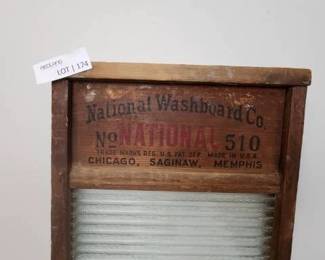 LOT | 124
National Washboard Co.
No NATIONAL 510
TRADE MARKS REG. U.S. PAT. OFF. MADE IN U.S.A.
CHICAGO, SAGINAW, MEMPHIS